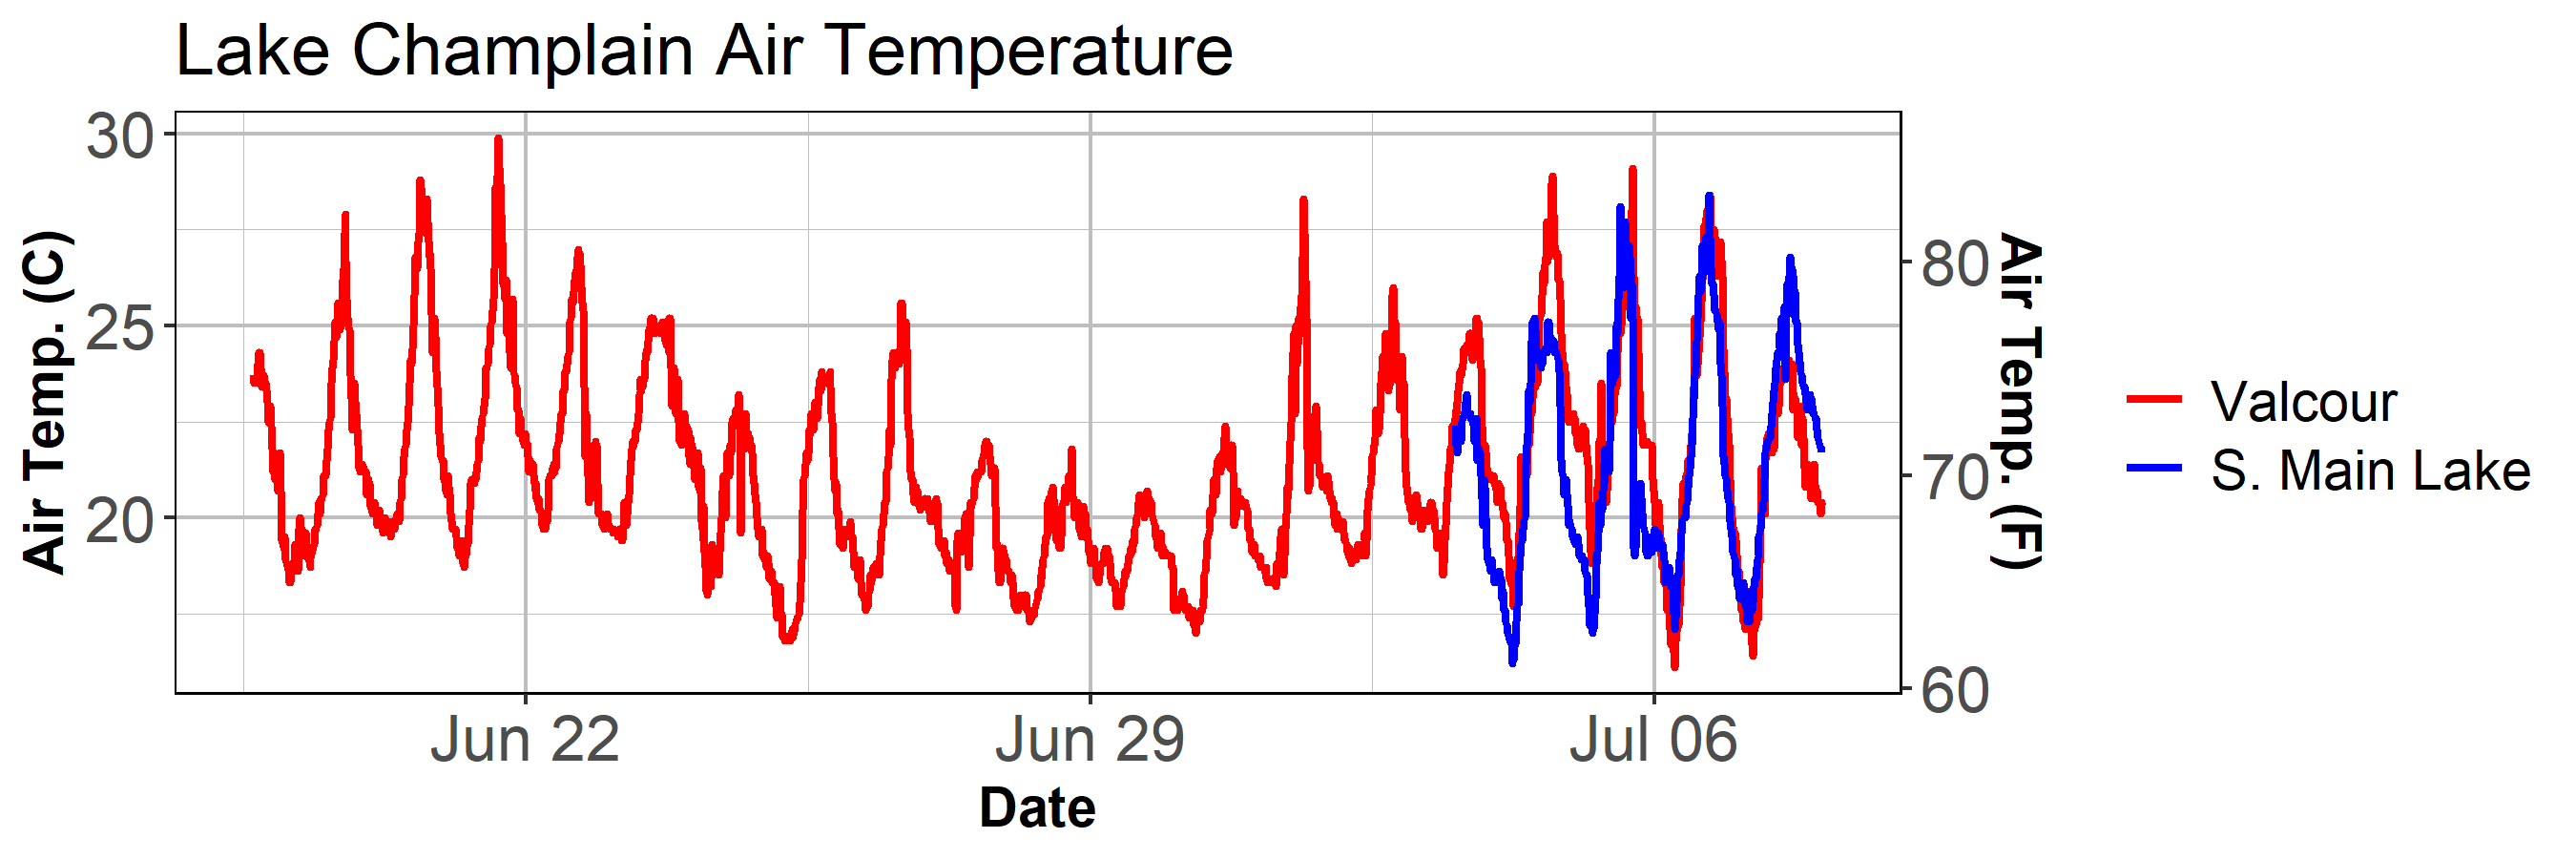 Lake Champlain Air Temperature
30
25
20
Air Temp. (C)
80
70
60
Air Temp. (F)
Jun 22
Jun 29
Jul 06
Date
Valcour
S. Main Lake